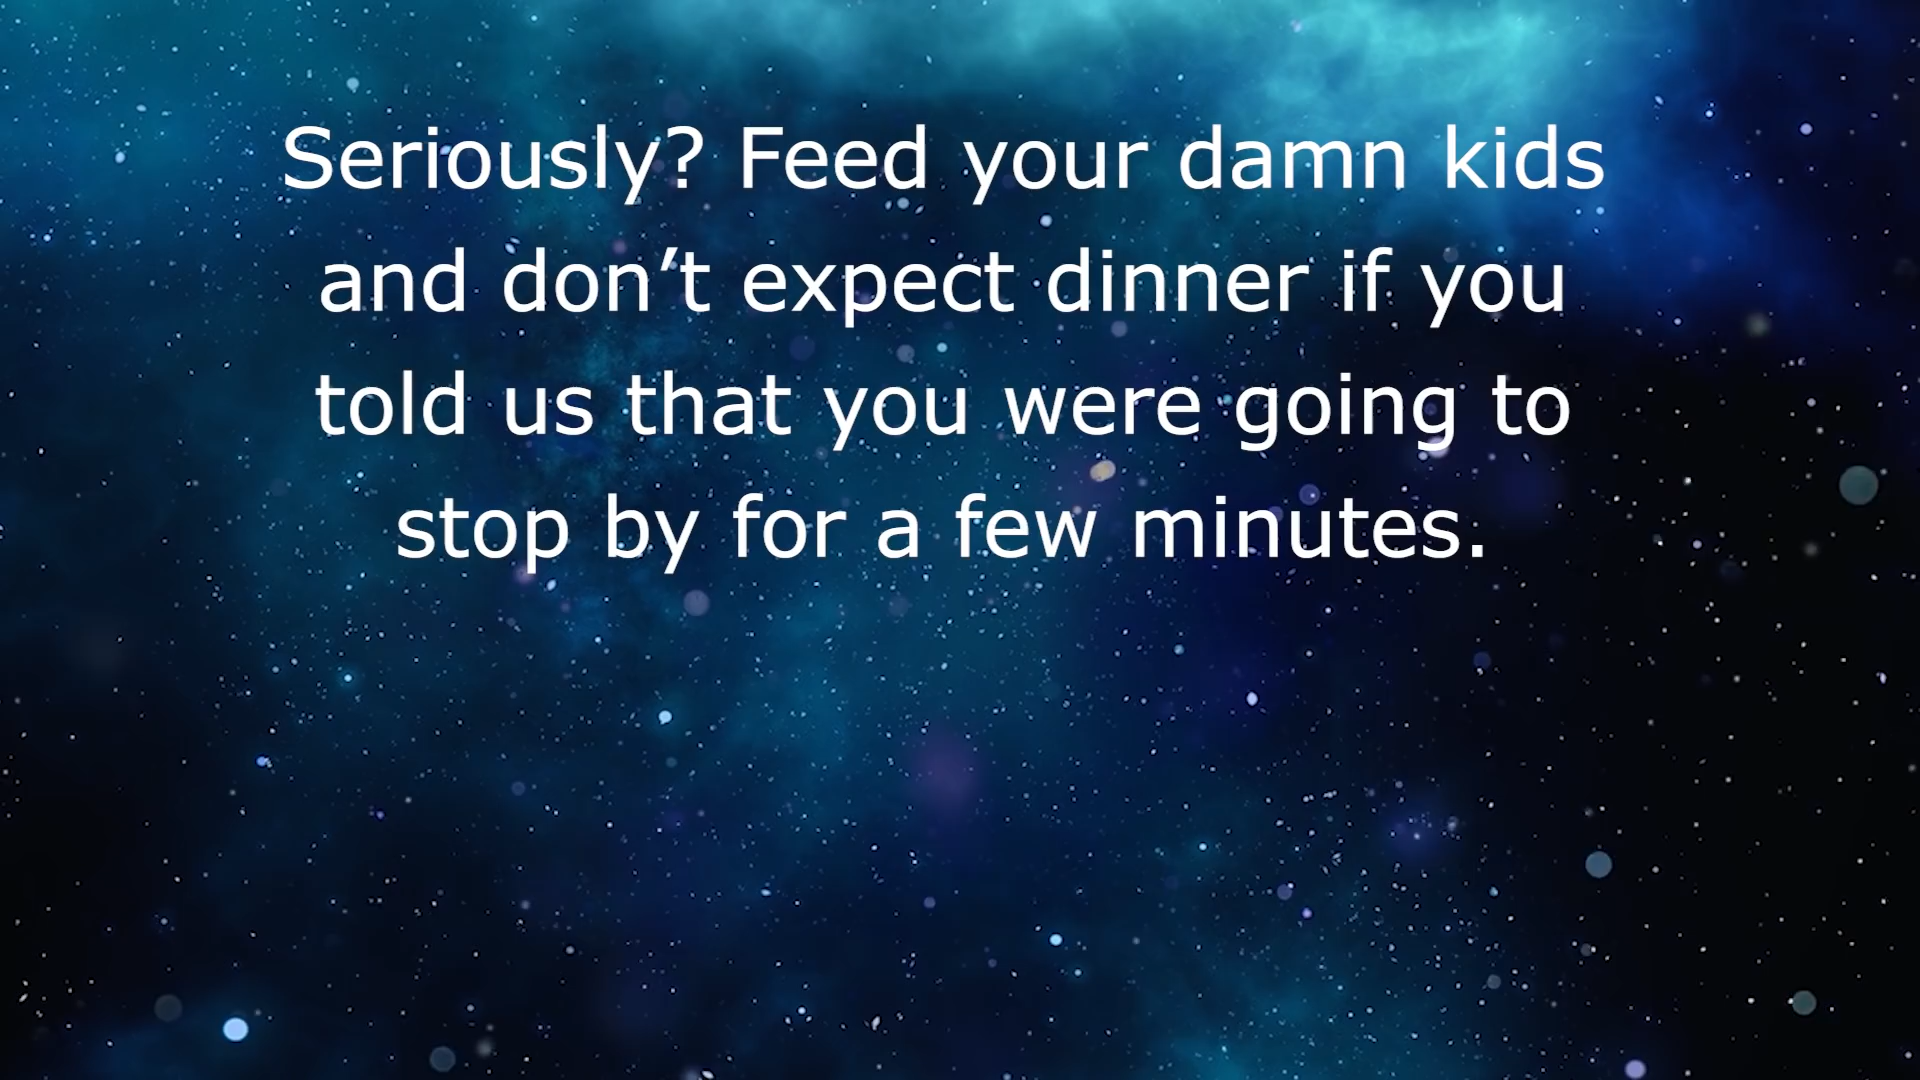 Seriously? Feed your damn kids
and don’t expect dinner if you
told us that you were going to
stop by for a few minutes.